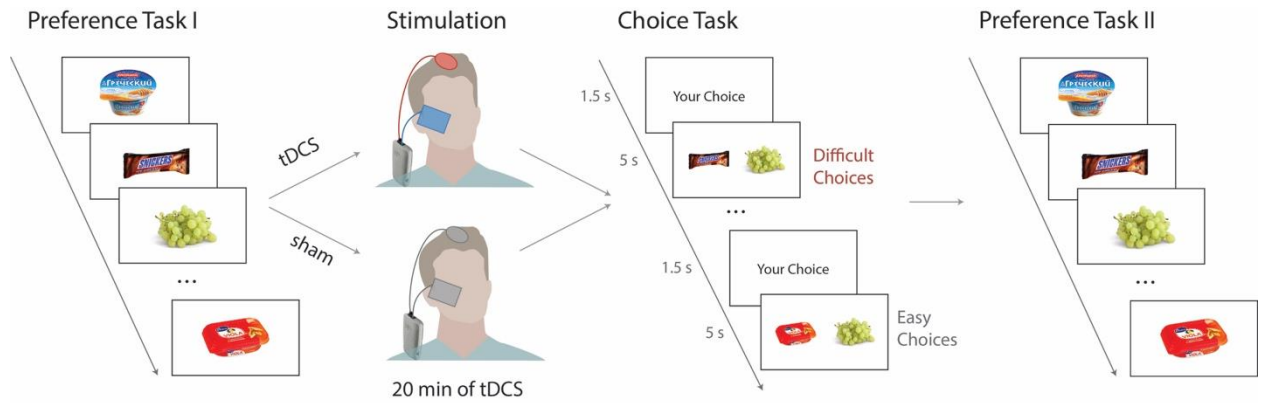 Preference Task I
Stimulation
Choice Task
Preference Task II
ГРЕЧЕСКИЙ
SNICKERS
...
tDCS
sham
20 min of tDCS
1.5 s
Your Choice
5 s
SNICKERS
Difficult
Choices
...
1.5 s
Your Choice
5 s
Easy
Choices
ГРЕЧЕСКИЙ
SNICKERS
...